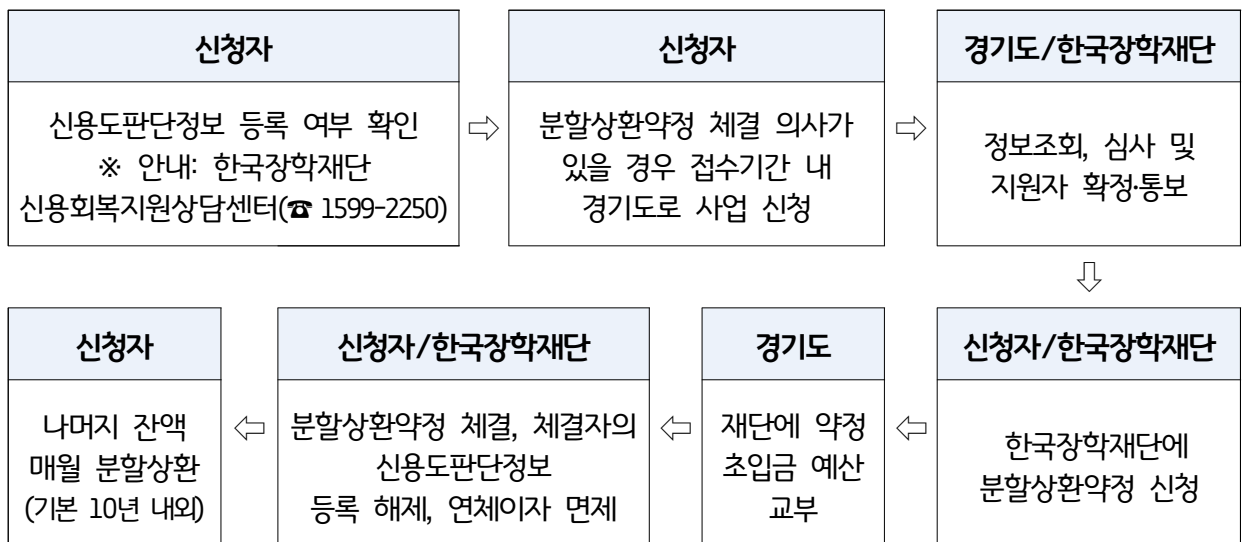 신청자
신용도판단정보 등록 여부 확인
※ 안내: 한국장학재단
신용회복지원상담센터(☎ 1599-2250)
⇨
신청자
분할상환약정 체결 의사가
있을 경우 접수기간 내
경기도로 사업 신청
⇨
경기도/한국장학재단
정보조회, 심사 및
지원자 확정·통보
⇩
신청자/한국장학재단
한국장학재단에
분할상환약정 신청
⇦
경기도
재단에 약정
초입금 예산
교부
⇦
신청자/한국장학재단
분할상환약정 체결, 체결자의
신용도판단정보
등록 해제, 연체이자 면제
⇦
신청자
나머지 잔액
매월 분할상환
(기본 10년 내외)